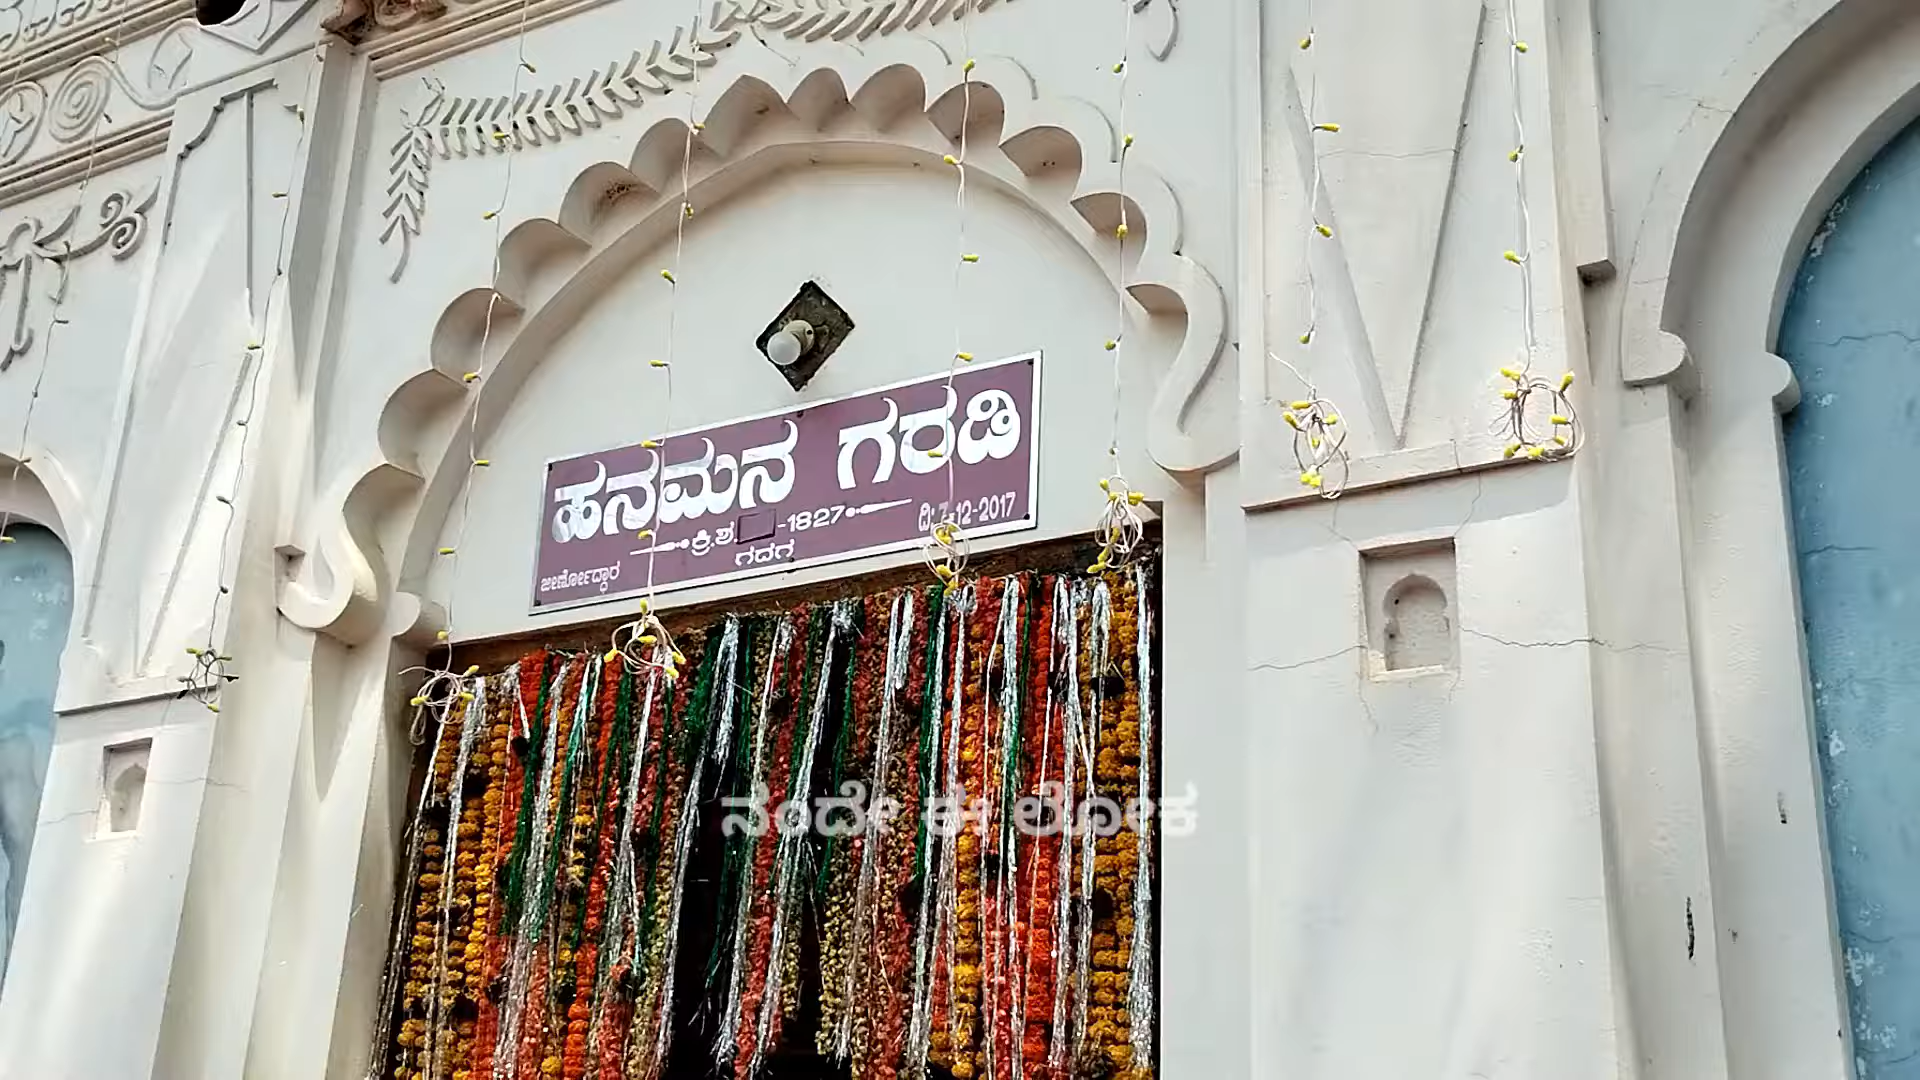 ಹನಮನ ಗರಡಿ
ಕ್ರಿ.ಶ -1827
ದಿ: 7-12-2017
ಜೀರ್ಣೋದ್ಧಾರ
ಗದಗ
ನಂದೇ ಈ ಲೋಕ